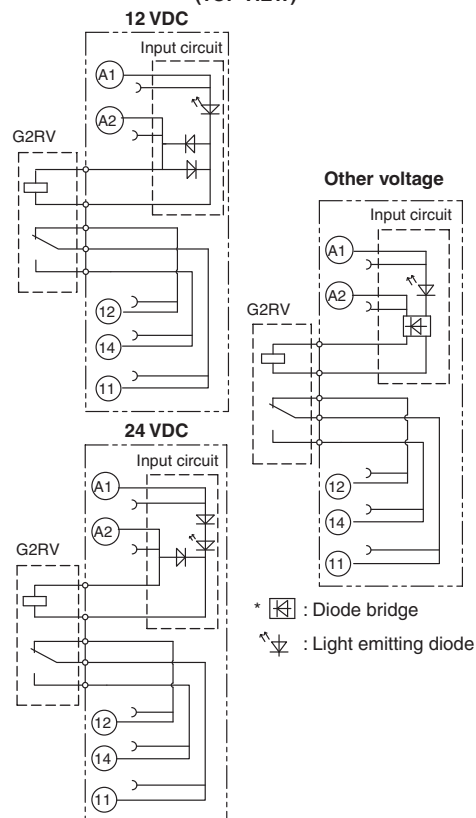 12 VDC
Input circuit
A1
A2
G2RV
12
14
11
Other voltage
Input circuit
A1
A2
G2RV
12
14
11
24 VDC
Input circuit
A1
A2
G2RV
12
14
11
* : Diode bridge
: Light emitting diode